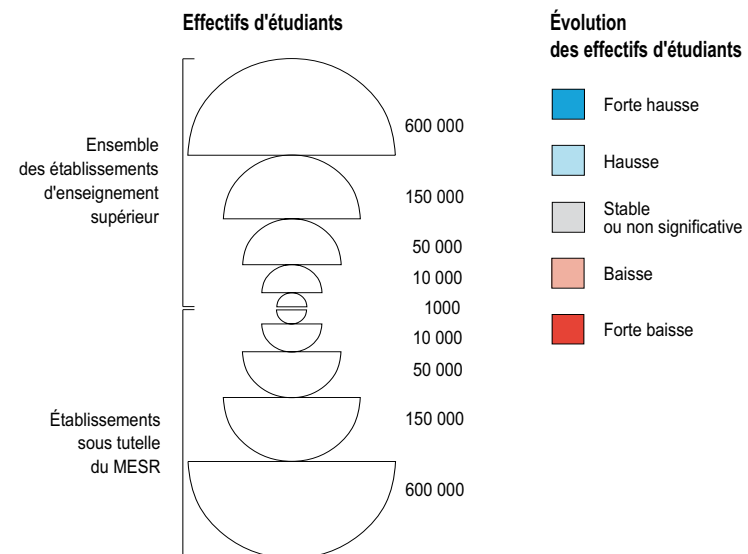 Effectifs d'étudiants
Ensemble
des établissements
d'enseignement
supérieur
600 000
150 000
50 000
10 000
1000
10 000
50 000
150 000
600 000
Établissements
sous tutelle
du MESR
Évolution
des effectifs d'étudiants
Forte hausse
Hausse
Stable
ou non significative
Baisse
Forte baisse